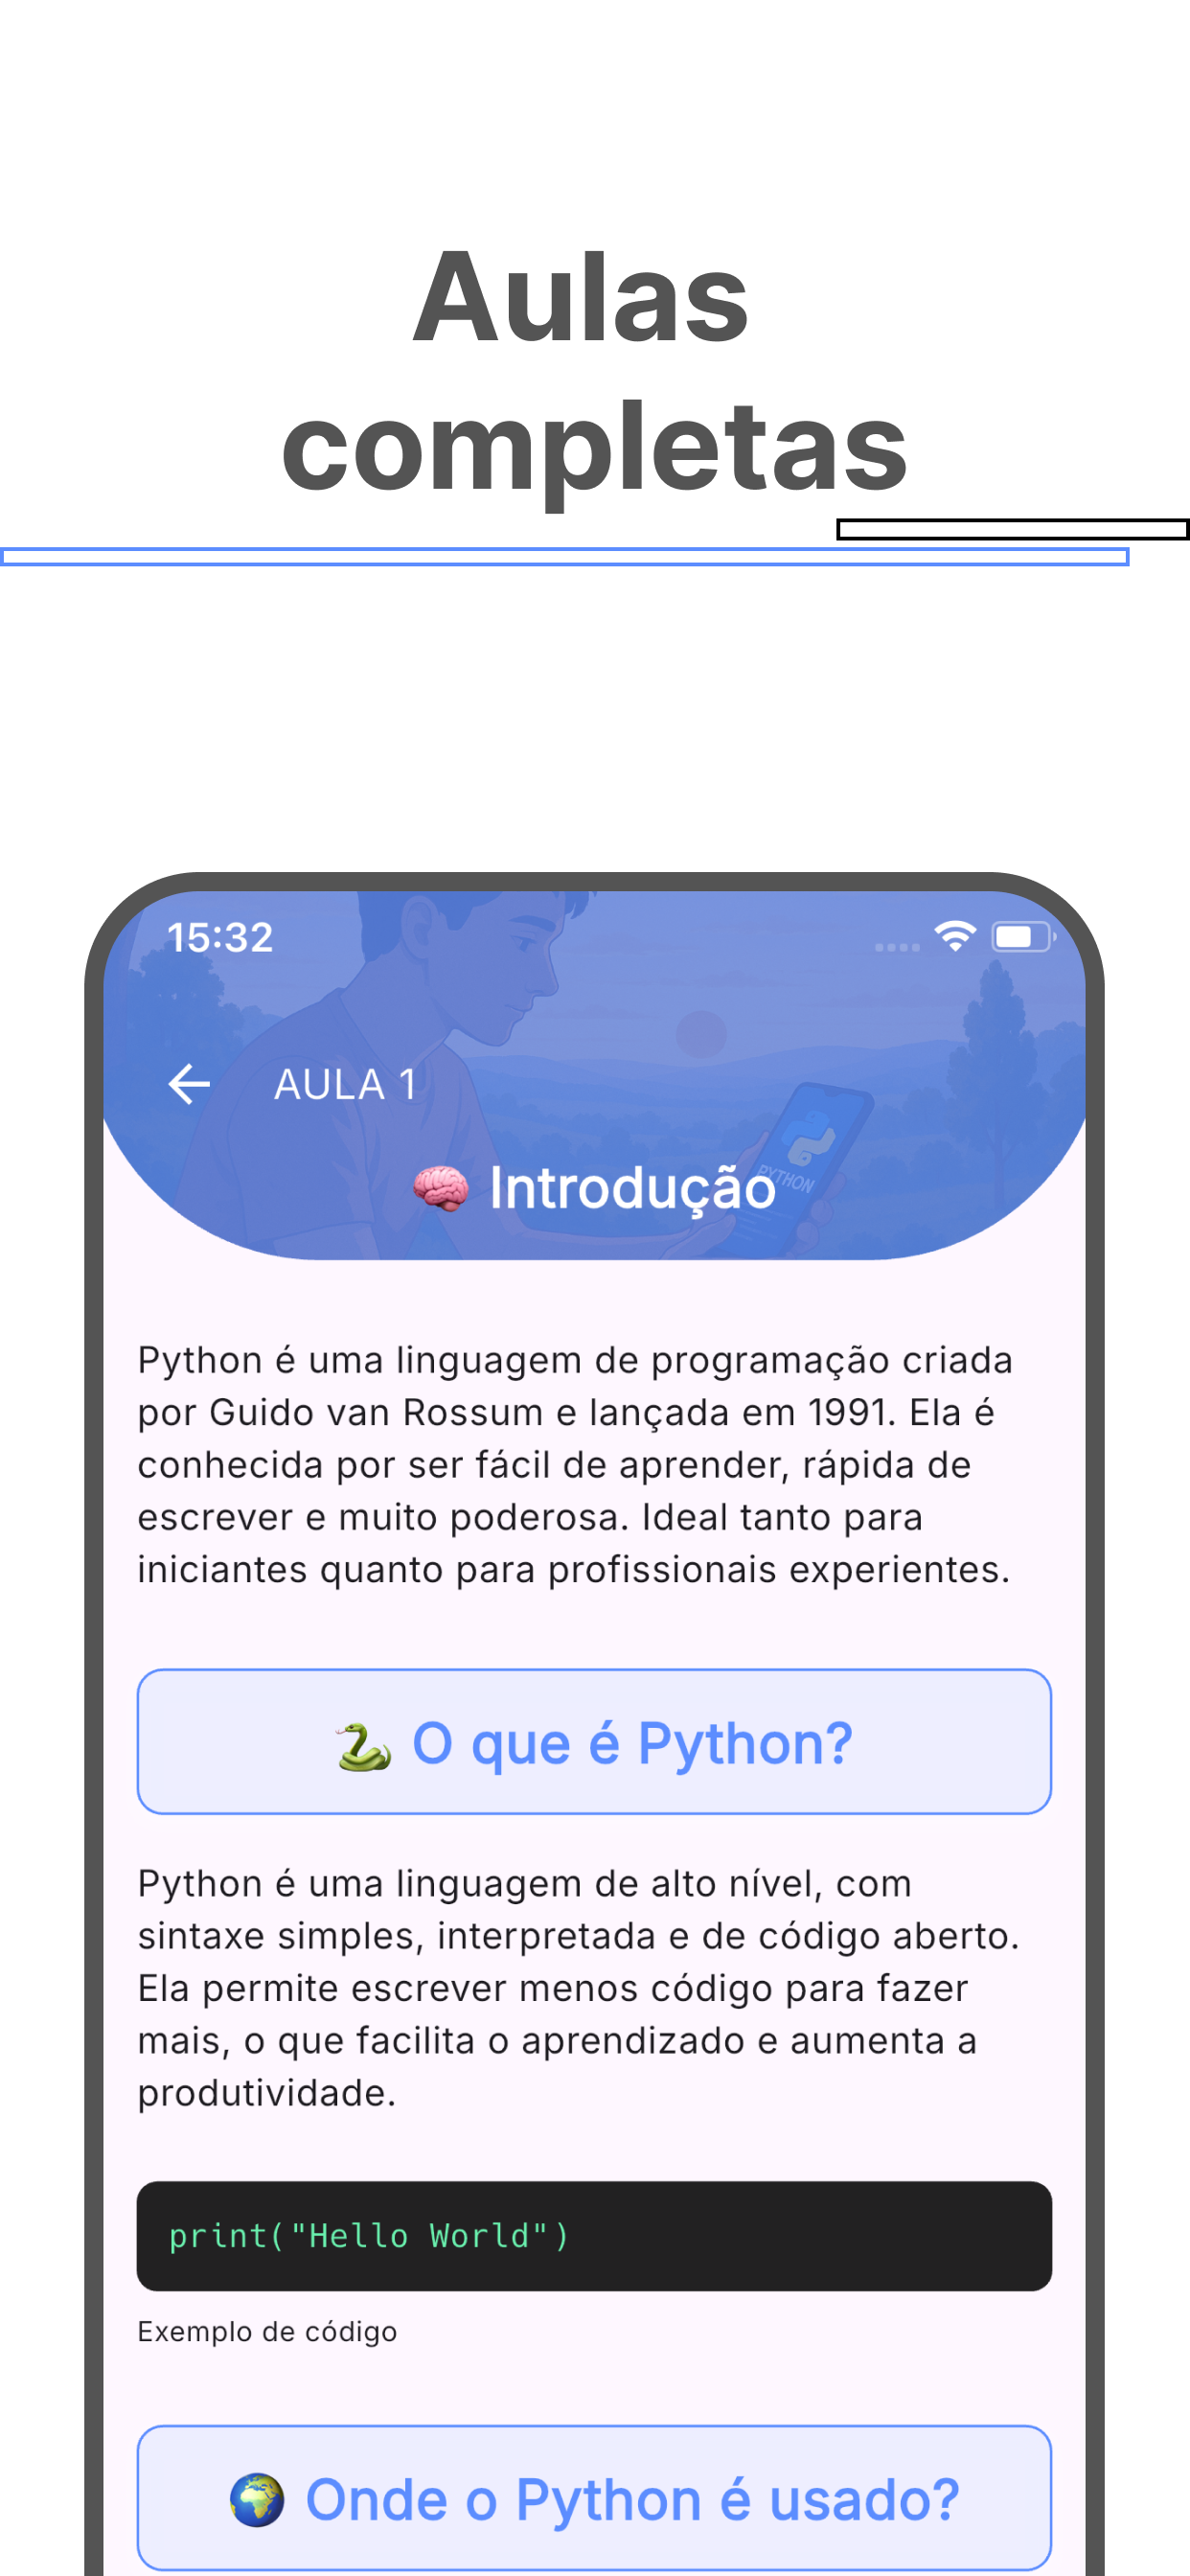 Aulas
completas
15:32
AULA 1
🧠 Introdução
PYTHON
Python é uma linguagem de programação criada
por Guido van Rossum e lançada em 1991. Ela é
conhecida por ser fácil de aprender, rápida de
escrever e muito poderosa. Ideal tanto para
iniciantes quanto para profissionais experientes.
🐍 O que é Python?
Python é uma linguagem de alto nível, com
sintaxe simples, interpretada e de código aberto.
Ela permite escrever menos código para fazer
mais, o que facilita o aprendizado e aumenta a
produtividade.
print("Hello World")
Exemplo de código
🌍 Onde o Python é usado?